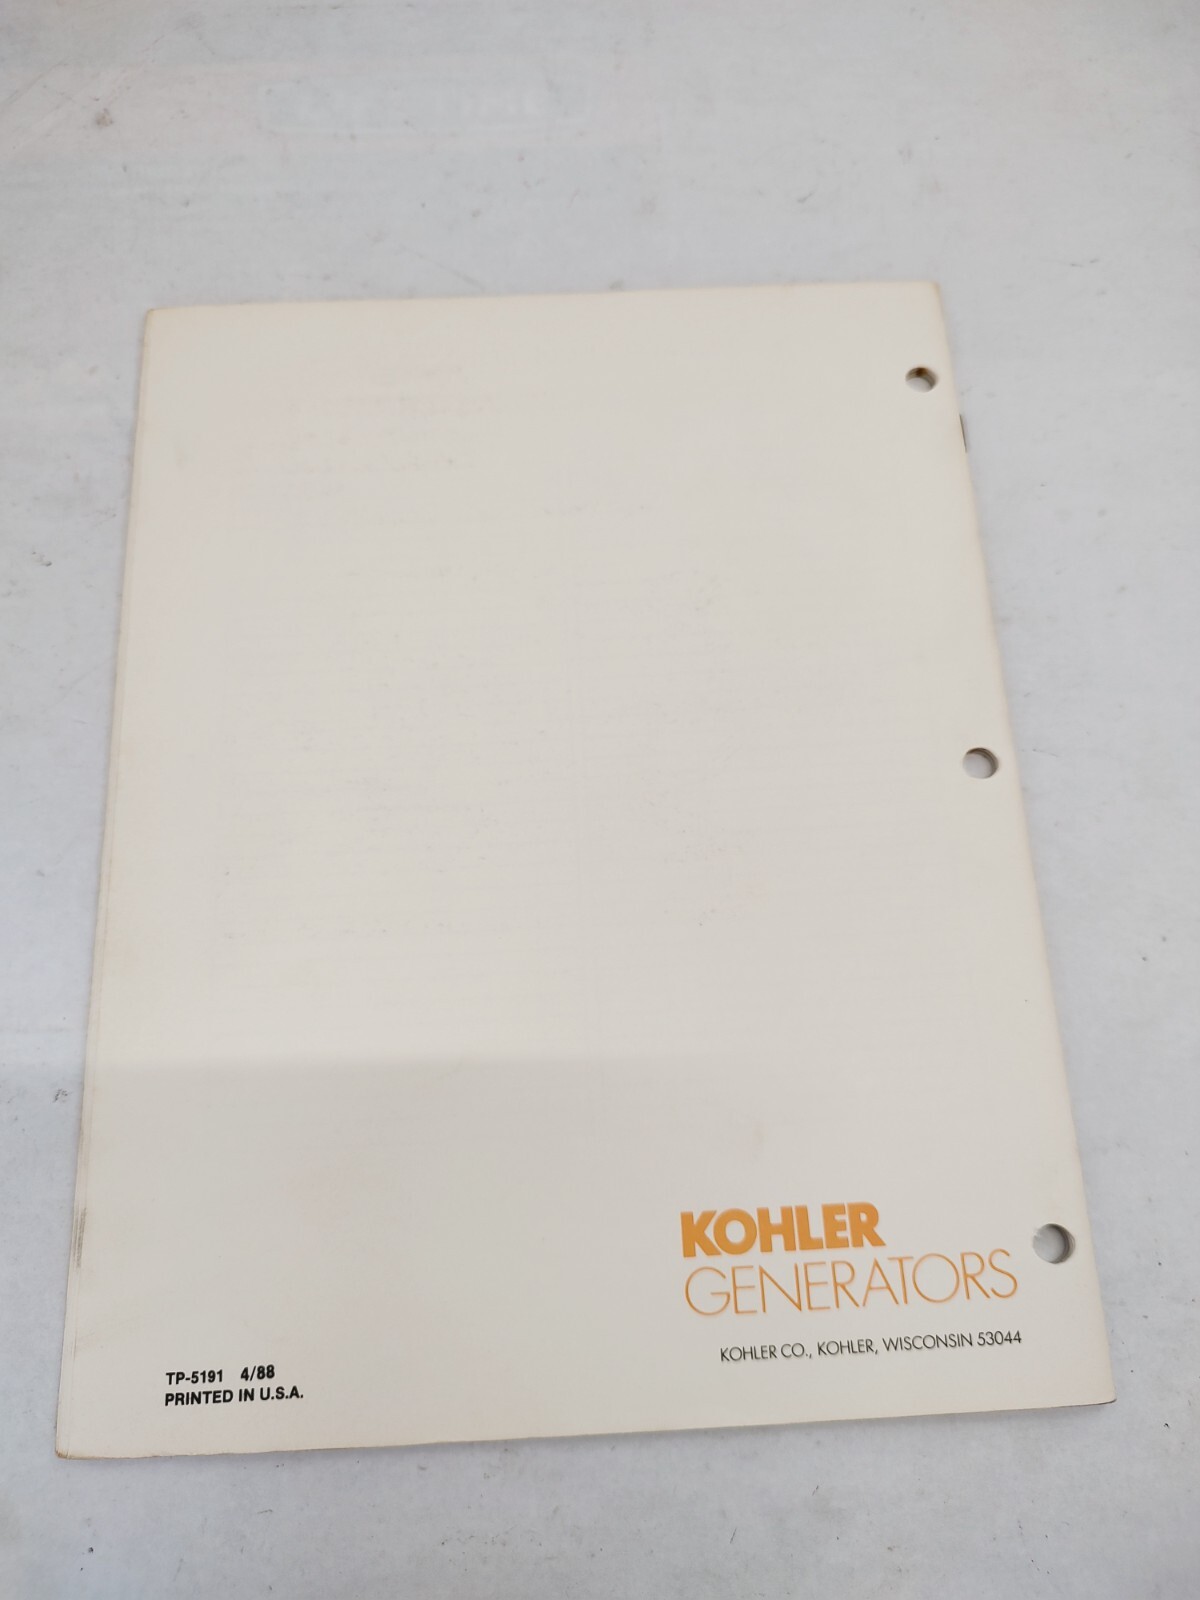 KOHLER
GENERATORS
KOHLER CO., KOHLER, WISCONSIN 53044
TP-5191 4/88
PRINTED IN U.S.A.